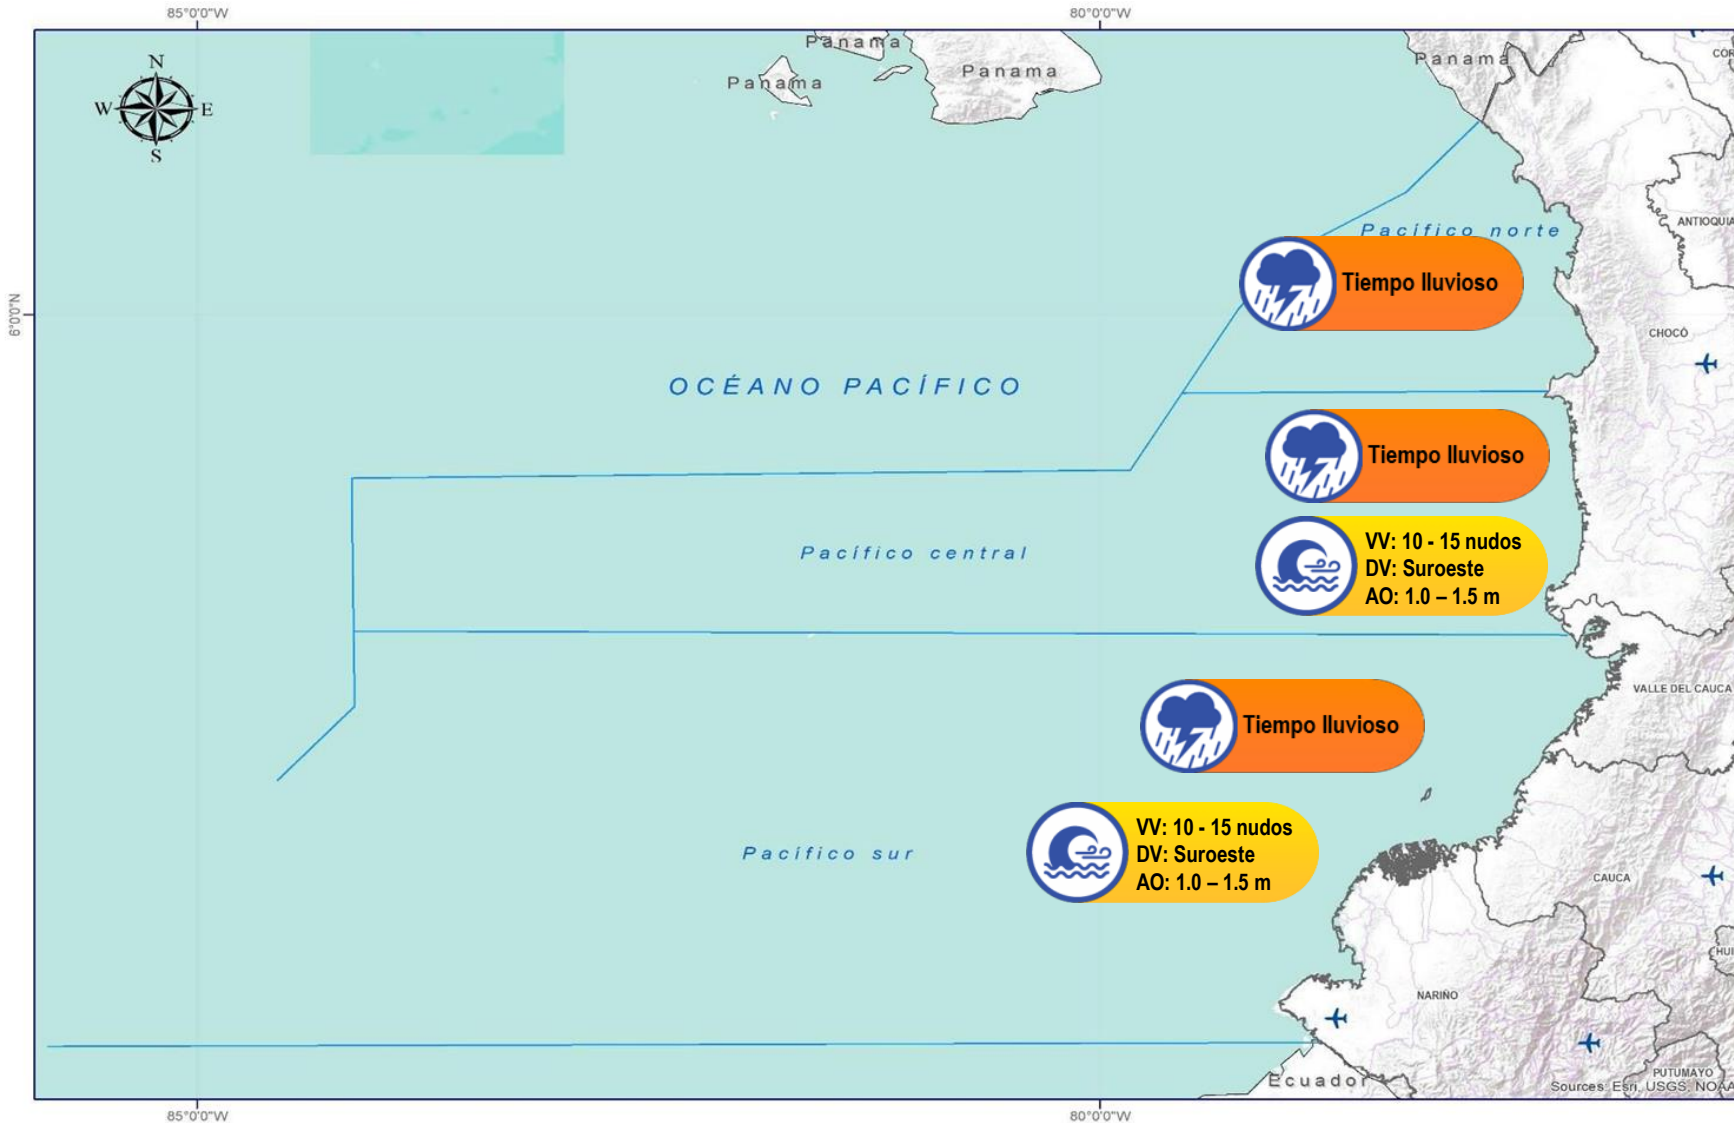 85°0'0"W
80°0'0"W
Panama
Panama
Panama
Panama
N
W
E
S
ANTIOQUIA
Pacífico norte
Tiempo lluvioso
6°0'0"N
CHOCÓ
OCÉANO PACÍFICO
Tiempo lluvioso
Pacífico central
VV: 10 - 15 nudos
DV: Suroeste
AO: 1.0 – 1.5 m
VALLE DEL CAUCA
Tiempo lluvioso
Pacífico sur
VV: 10 - 15 nudos
DV: Suroeste
AO: 1.0 – 1.5 m
CAUCA
HUI
NARIÑO
PUTUMAYO
Ecuador
Sources: Esri, USGS, NOAA
85°0'0"W
80°0'0"W